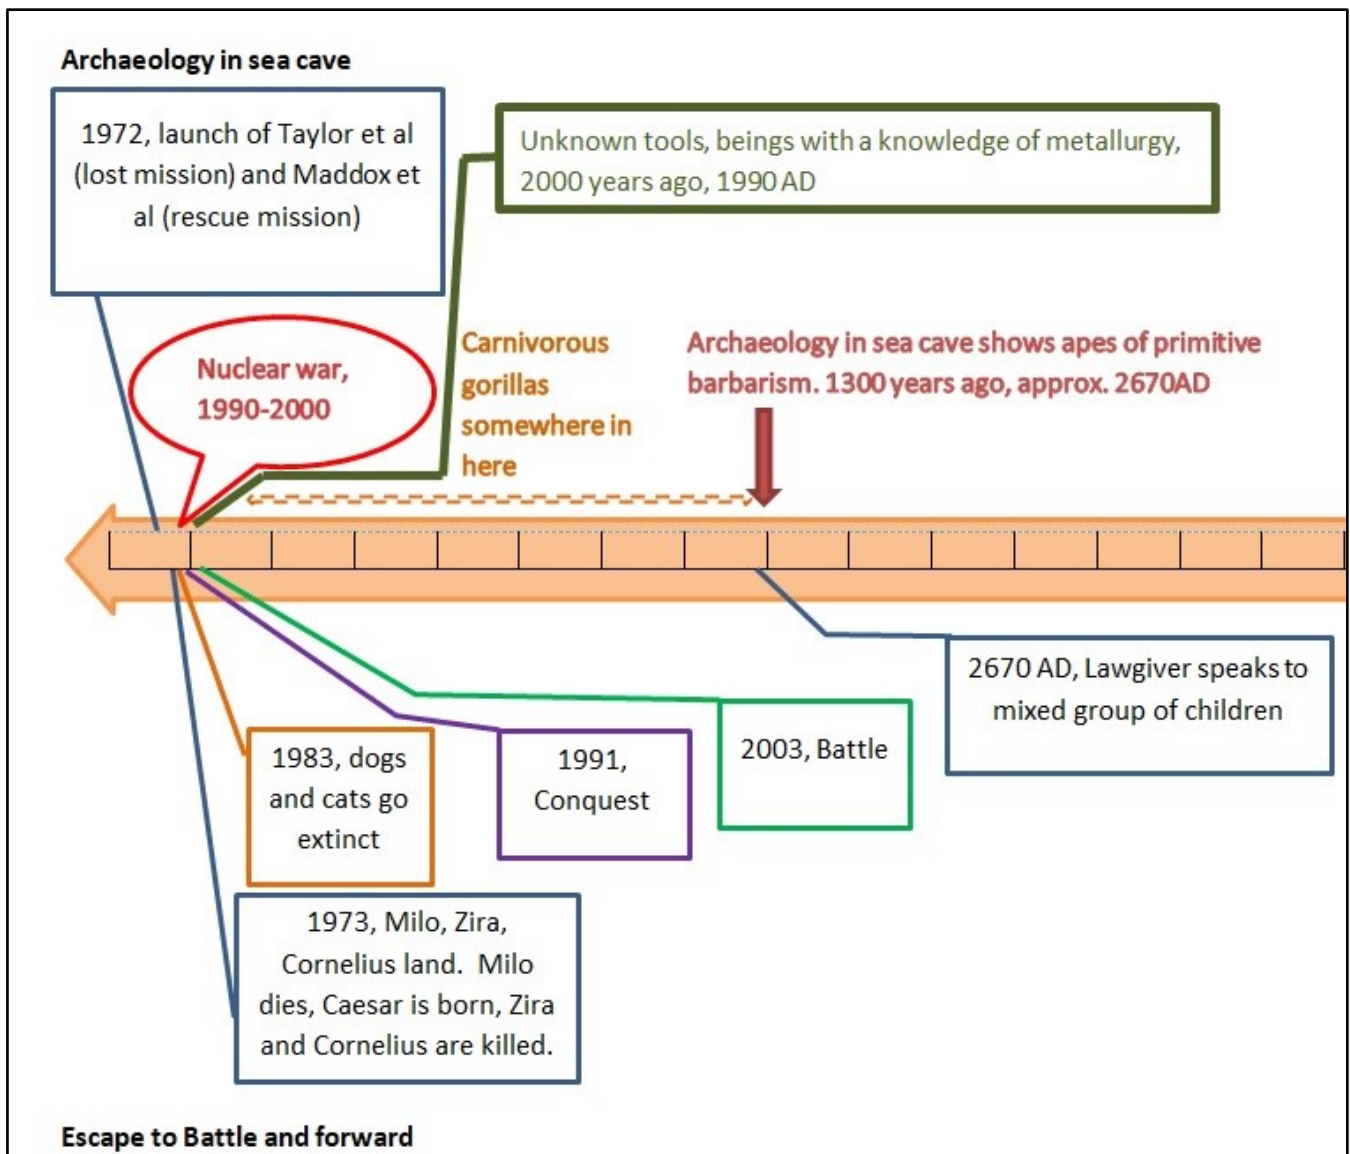 Archaeology in sea cave
1972, launch of Taylor et al
(lost mission) and Maddox et
al (rescue mission)
Unknown tools, beings with a knowledge of metallurgy,
2000 years ago, 1990 AD
Nuclear war,
1990-2000
Carnivorous
gorillas
somewhere in
here
Archaeology in sea cave shows apes of primitive
barbarism. 1300 years ago, approx. 2670AD
2670 AD, Lawgiver speaks to
mixed group of children
1983, dogs
and cats go
extinct
1991,
Conquest
2003, Battle
1973, Milo, Zira,
Cornelius land.  Milo
dies, Caesar is born, Zira
and Cornelius are killed.
Escape to Battle and forward